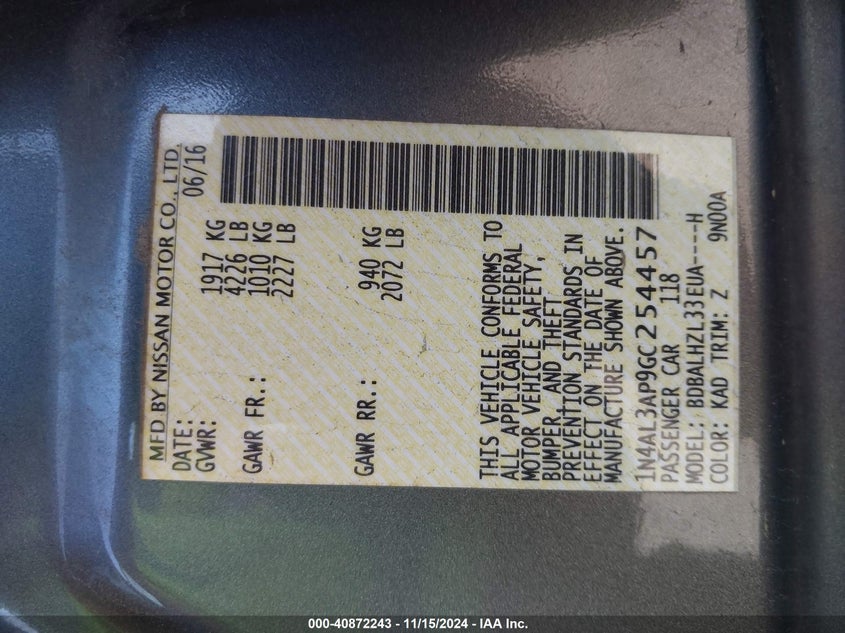 MFD BY NISSAN MOTOR CO., LTD.
DATE: 06/16
GVWR: 1917 KG
4226 LB
GAWR FR.: 1010 KG
2227 LB
GAWR RR.: 940 KG
2072 LB
THIS VEHICLE CONFORMS TO
ALL APPLICABLE FEDERAL
MOTOR VEHICLE SAFETY,
BUMPER, AND THEFT
PREVENTION STANDARDS IN
EFFECT ON THE DATE OF
MANUFACTURE SHOWN ABOVE.
1N4AL3AP9GC254457
PASSENGER CAR 118
MODEL: BDBALHZL33EUA----H
COLOR: KAD TRIM: Z 9N00A
000-40872243 - 11/15/2024 - IAA Inc.